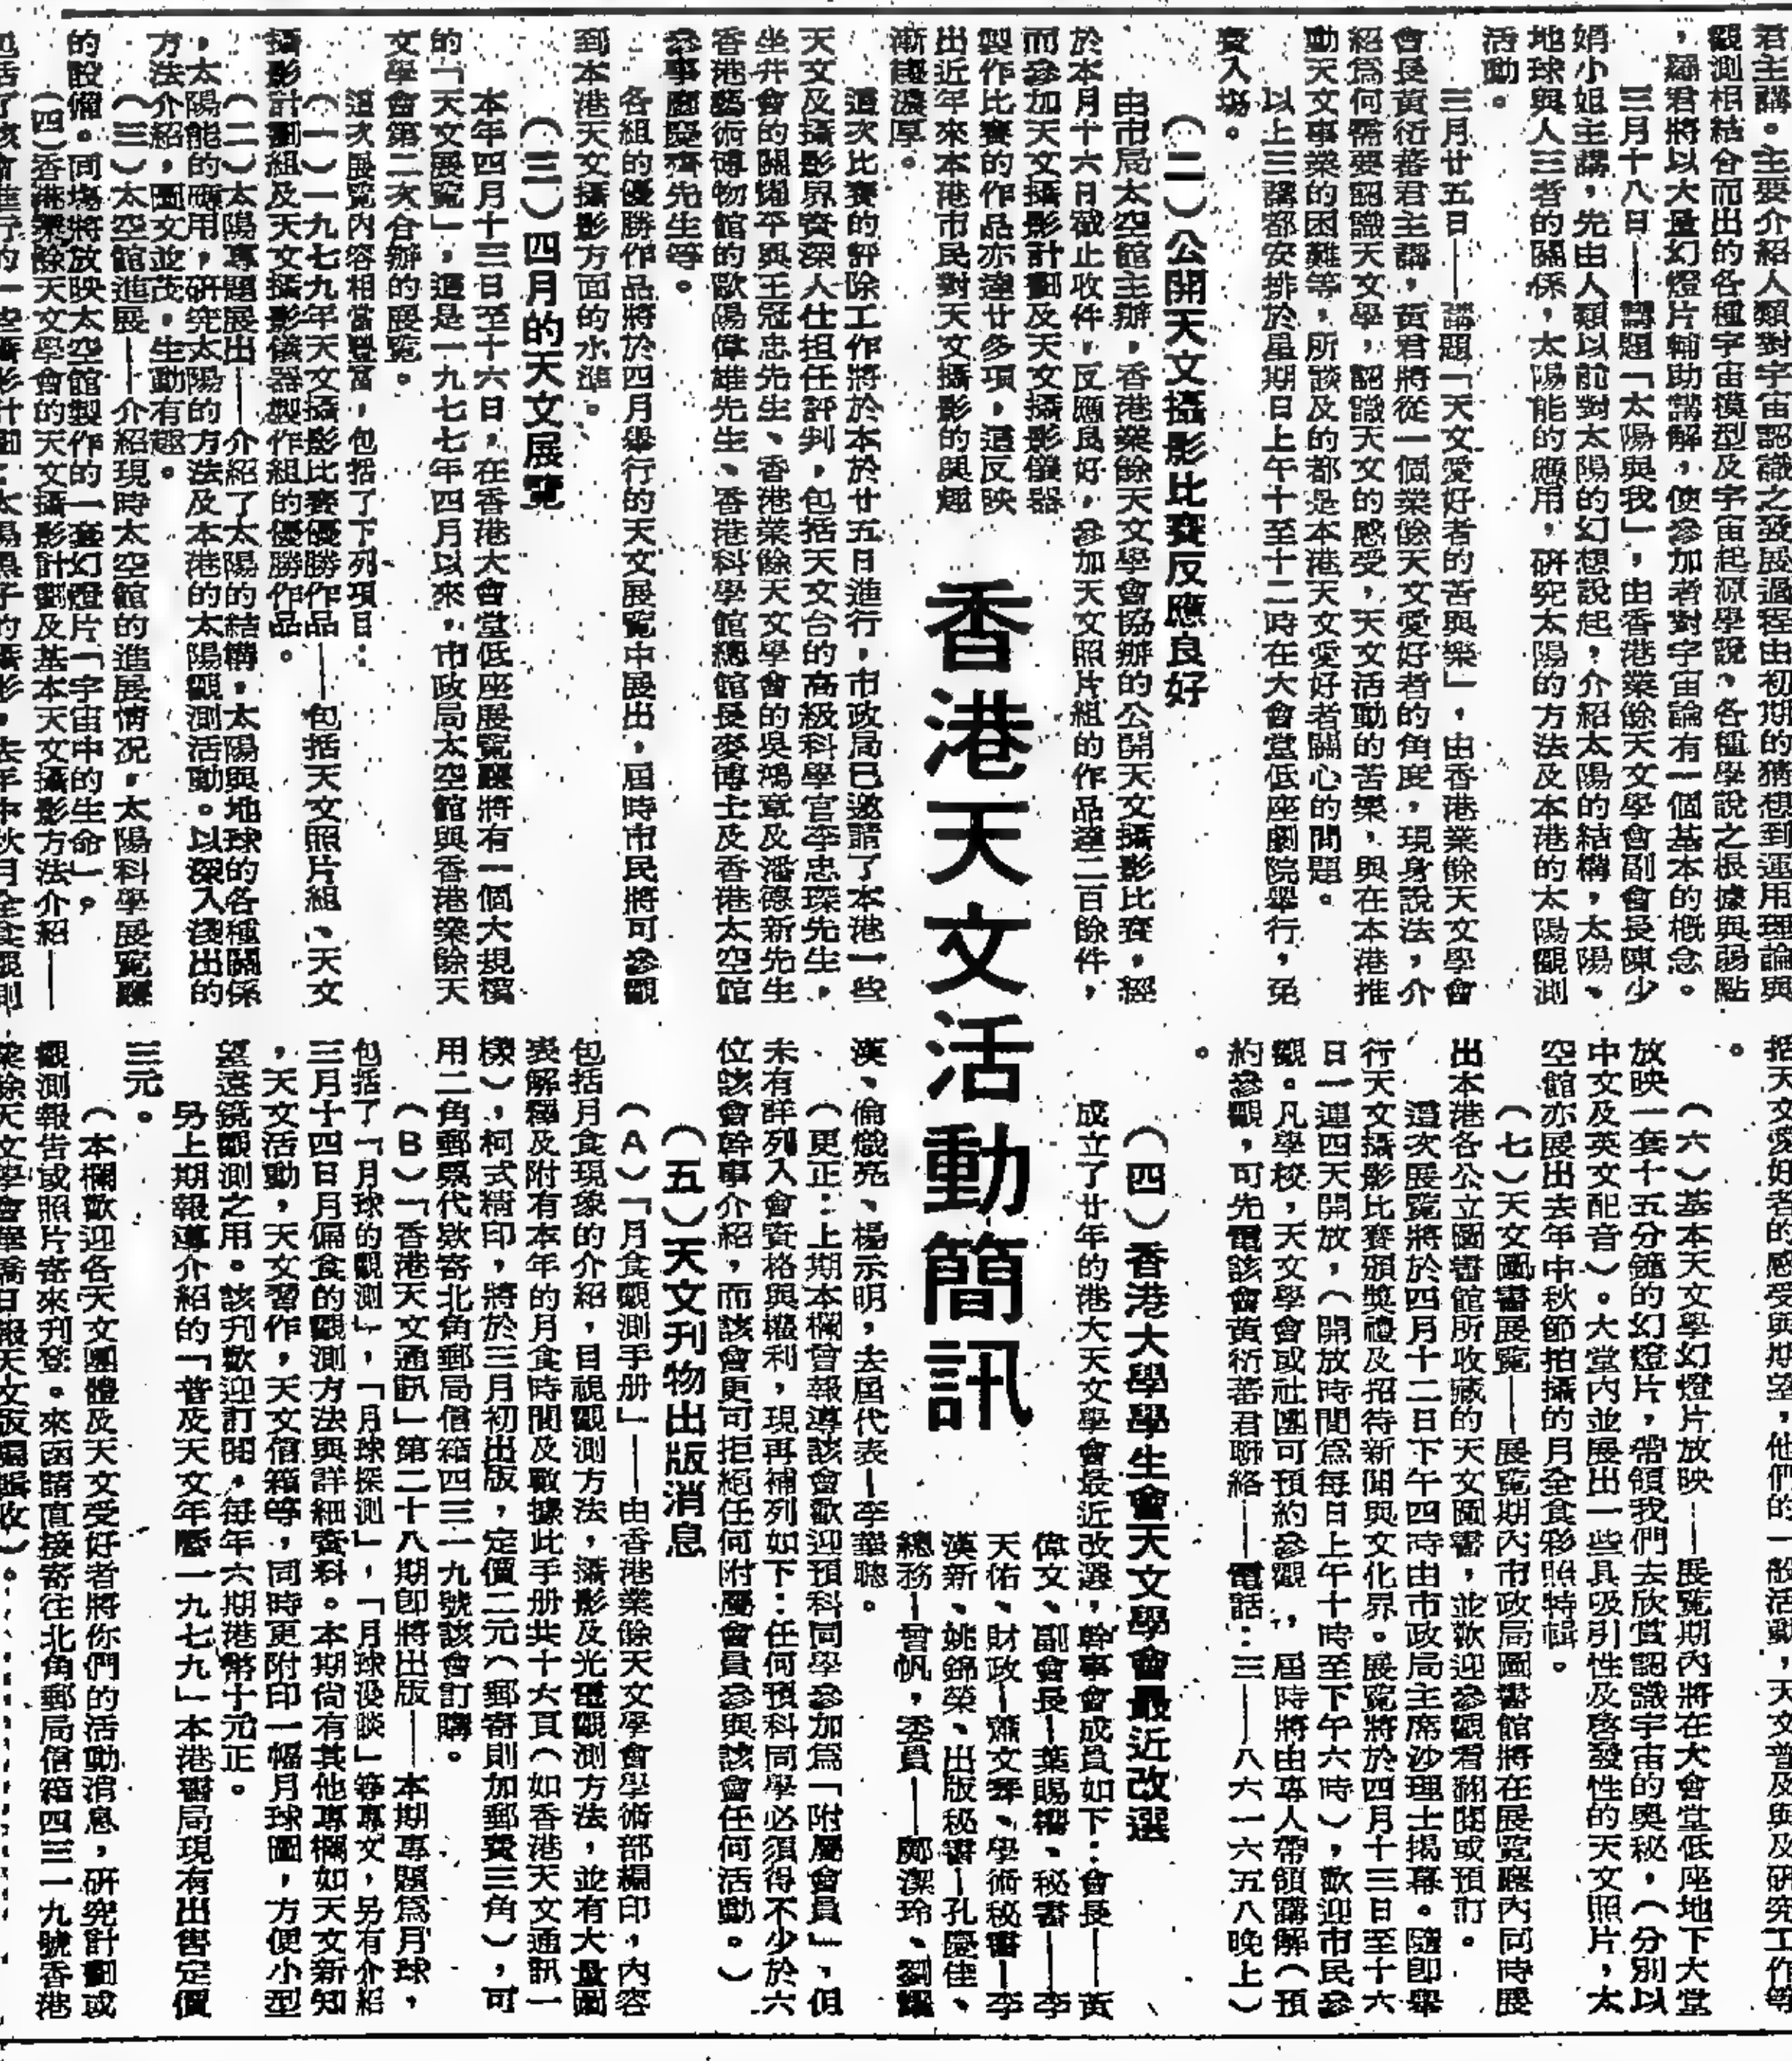 香港天文活動簡訊
君主講。主要介紹人類對宇宙認識之發展過程由初期的猜想到運用理論與
觀測相結合而出的各種宇宙模型及宇宙起源學說、各種學說之根據與弱點
，羅君將以大量幻燈片輔助講解，使參加者對宇宙論有一個基本的概念。
三月十八日——講題「太陽與我」，由香港業餘天文學會副會長陳少
娟小姐主講，先由人類以前對太陽的幻想說起，介紹太陽的結構，太陽、
地球與人三者的關係，太陽能的應用，研究太陽的方法及本港的太陽觀測
活動。
三月廿五日——講題「天文愛好者的苦與樂」，由香港業餘天文學會
會長黃衍蕃君主講，黃君將從一個業餘天文愛好者的角度，現身說法，介
紹爲何需要認識天文學，認識天文的感受，天文活動的苦樂，與在本港推
動天文事業的困難等，所談及的都是本港天文愛好者關心的問題。
以上三講都安排於星期日上午十至十二時在大會堂低座劇院舉行，免
費入場。
（二）公開天文攝影比賽反應良好
由市局太空館主辦，香港業餘天文學會協辦的公開天文攝影比賽，經
於本月十六日截止收件，反應良好，參加天文照片組的作品達二百餘件，
而參加天文攝影計劃及天文攝影儀器
製作比賽的作品亦達廿多項，這反映
出近年來本港市民對天文攝影的興趣
漸趨濃厚。
這次比賽的評除工作將於本於廿五日進行，市政局已邀請了本港一些
天文及攝影界資深人仕担任評判，包括天文台的高級科學官李忠琛先生，
坐井會的關錫平與王冠忠先生、香港業餘天文學會的吳鴻章及潘德新先生
香港藝術博物館的歐陽偉雄先生、香港科學館總館長麥博士及香港太空館
參事廖慶齊先生等。
各組的優勝作品將於四月舉行的天文展覽中展出，屆時市民將可參觀
到本港天文攝影方面的水準。
（三）四月的天文展覽
本年四月十三日至十六日，在香港大會堂低座展覽廳將有一個大規模
的「天文展覽」，這是一九七七年四月以來，市政局太空館與香港業餘天
文學會第二次合辦的展覽。
這次展覽內容相當豐富，包括了下列項目：
（一）一九七九年天文攝影比賽優勝作品——包括天文照片組、天文
攝影計劃組及天文攝影儀器製作組的優勝作品。
（二）太陽專題展出——介紹了太陽的結構，太陽與地球的各種關係
，太陽能的應用，研究太陽的方法及本港的太陽觀測活動。以深入淺出的
方法介紹，圖文並茂，生動有趣。
（三）太空館進展——介紹現時太空館的進展情况，太陽科學展覽廳
的設備。同場將放映太空館製作的一套幻燈片「宇宙中的生命」。
（四）香港業餘天文學會的天文攝影計劃及基本天文攝影方法介紹——
包括了該會進行的一些攝影計劃：太陽黑子的攝影，去年中秋月全食觀測
括天文愛好者的感受與期望，他們的一般活動，天文普及與及研究工作等
。
（六）基本天文學幻燈片放映——展覽期內將在大會堂低座地下大堂
放映一套十五分鐘的幻燈片，帶領我們去欣賞認識宇宙的奧秘，（分別以
中文及英文配音）。大堂內並展出一些具吸引性及啓發性的天文照片，太
空館亦展出去年中秋節拍攝的月全食彩照特輯。
（七）天文圖書展覽——展覽期內市政局圖書館將在展覽廳內同時展
出本港各公立圖書館所收藏的天文圖書，並歡迎參觀看翻閱或預訂。
這次展覽將於四月十二日下午四時由市政局主席沙理士揭幕。隨即舉
行天文攝影比賽頒獎禮及招待新聞與文化界。展覽將於四月十三日至十六
日一連四天開放，（開放時間爲每日上午十時至下午六時），歡迎市民參
觀。凡學校，天文學會或社團可預約參觀，屆時將由專人帶領講解（預
約參觀，可先電該會黃衍蕃君聯絡——電話：三——八六一六五八晚上）
。
（四）香港大學學生會天文學會最近改選
成立了廿年的港大天文學會最近改選，幹事會成員如下：會長——黃
偉文、副會長—葉賜權、秘書——李
天佑、財政—蕭文舜、學術秘書—李
漢新、姚錦榮、出版秘書—孔慶佳、
總務—曾帆，委員——鄭潔玲、劉耀
漢、倫熾亮、楊示明，去屆代表—李華聰。
（更正：上期本欄曾報導該會歡迎預科同學參加爲「附屬會員」，但
未有詳列入會資格與權利，現再補列如下：任何預科同學必須得不少於六
位該會幹事介紹，而該會更可拒絕任何附屬會員參與該會任何活動。）
（五）天文刊物出版消息
（A）「月食觀測手册」——由香港業餘天文學會學術部編印，內容
包括月食現象的介紹，目視觀測方法，攝影及光電觀測方法，並有大量圖
表解釋及附有本年的月食時間及數據此手册共十六頁（如香港天文通訊一
樣），柯式精印，將於三月初出版，定價二元（郵寄則加郵費三角），可
用二角郵票代欵寄北角郵局信箱四三一九號該會訂購。
（B）「香港天文通訊」第二十八期卽將出版——本期專題爲月球，
包括了「月球的觀測」，「月球探測」，「月球漫談」等專文，另有介紹
三月十四日月偏食的觀測方法與詳細資料。本期尙有其他專欄如天文新知
，天文活動，天文習作，天文信箱等，同時更附印一幅月球圖，方便小型
望遠鏡觀測之用。該刊歡迎訂閱，每年六期港幣十元正。
另上期報導介紹的「普及天文年曆一九七九」本港書局現有出售定價
三元。
（本欄歡迎各天文團體及天文受好者將你們的活動消息，研究計劃或
觀測報告或照片寄來刊登。來函請直接寄往北角郵局信箱四三一九號香港
業餘天文學會華僑日報天文版編輯收）。